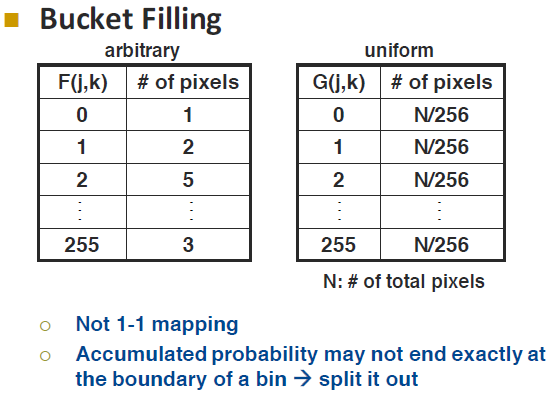 Bucket Filling
arbitrary
F(j,k) # of pixels
0 1
1 2
2 5
⋮ ⋮
255 3
uniform
G(j,k) # of pixels
0 N/256
1 N/256
2 N/256
⋮ ⋮
255 N/256
N: # of total pixels
Not 1-1 mapping
Accumulated probability may not end exactly at
the boundary of a bin → split it out